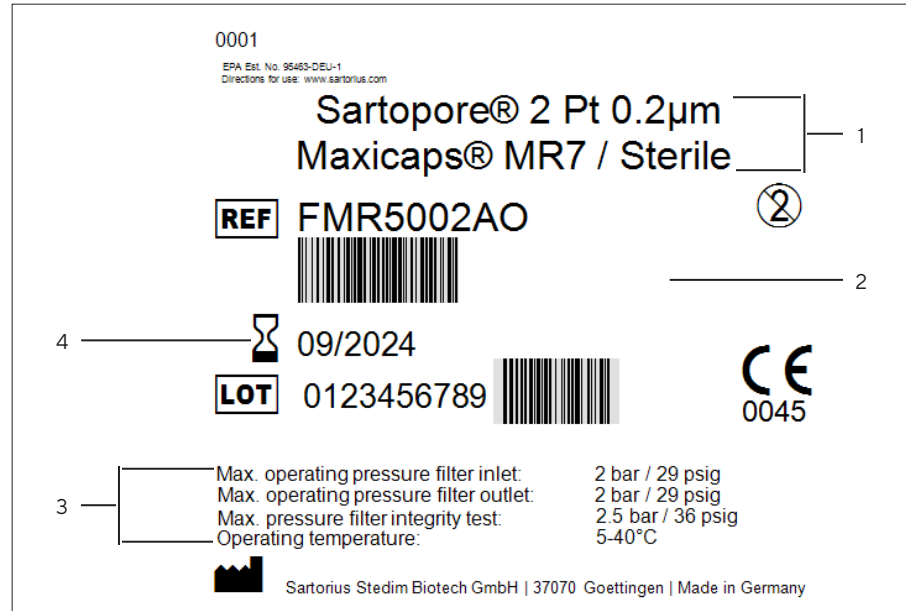 0001
EPA Est. No. 95463-DEU-1
Directions for use: www.sartorius.com
Sartopore® 2 Pt 0.2µm
Maxicaps® MR7 / Sterile
1
REF FMR5002AO
2
2
4
09/2024
LOT 0123456789
CE
0045
3
Max. operating pressure filter inlet: 2 bar / 29 psig
Max. operating pressure filter outlet: 2 bar / 29 psig
Max. pressure filter integrity test: 2.5 bar / 36 psig
Operating temperature: 5-40°C
Sartorius Stedim Biotech GmbH | 37070 Goettingen | Made in Germany